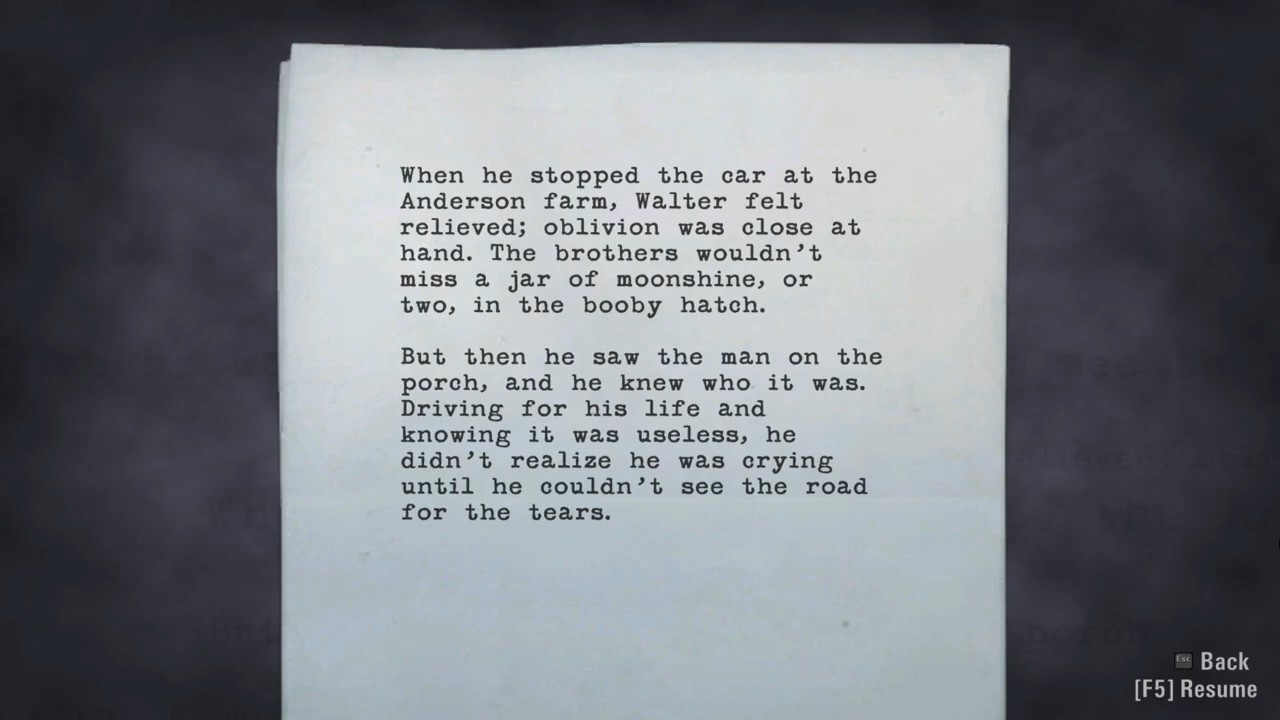 When he stopped the car at the
Anderson farm, Walter felt
relieved; oblivion was close at
hand. The brothers wouldn't
miss a jar of moonshine, or
two, in the booby hatch.
But then he saw the man on the
porch, and he knew who it was.
Driving for his life and
knowing it was useless, he
didn't realize he was crying
until he couldn't see the road
for the tears.
Esc Back
[F5] Resume